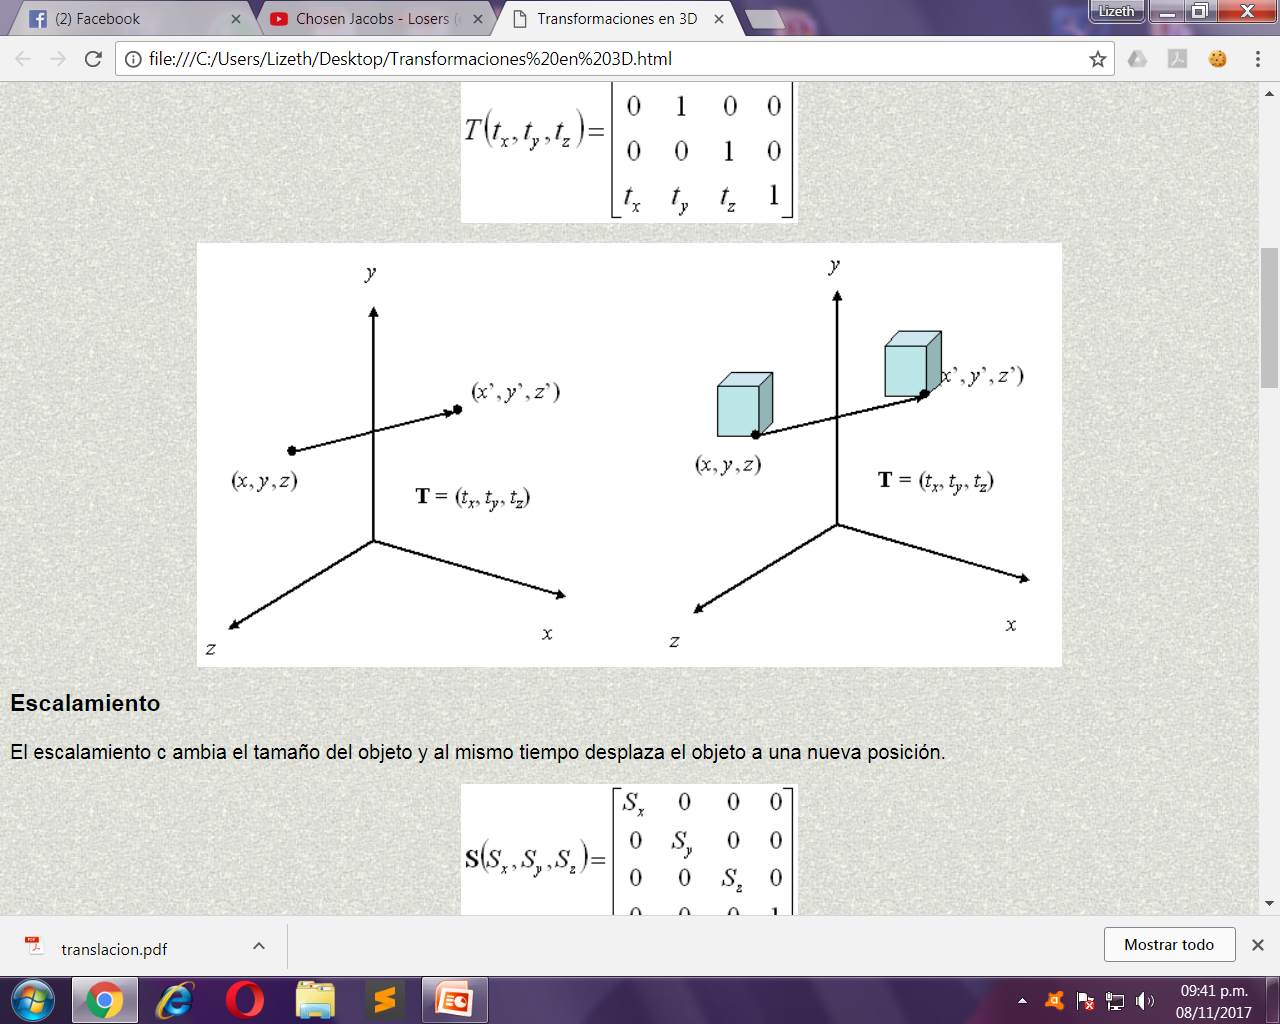 (2) Facebook
Chosen Jacobs - Losers (
Transformaciones en 3D
Lizeth
file:///C:/Users/Lizeth/Desktop/Transformaciones%20en%203D.html
0 1 0 0
T(tx, ty, tz)=
0 0 1 0
tx ty tz 1
y
(x', y', z')
(x, y, z)
T = (tx, ty, tz)
z
x
y
x', y', z')
(x, y, z)
T = (tx, ty, tz)
z
x
Escalamiento
El escalamiento c ambia el tamaño del objeto y al mismo tiempo desplaza el objeto a una nueva posición.
Sx 0 0 0
0 Sy 0 0
S(Sx, Sy, Sz)=
0 0 Sz 0
0 0 0 1
translacion.pdf
Mostrar todo
09:41 p.m.
08/11/2017